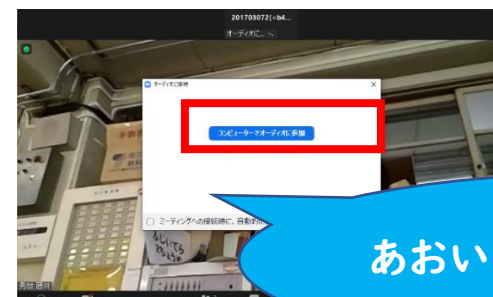 201703072(<b4...
オーディオに...
オーディオに接続
コンピューターでオーディオに参加
ミーティングへの接続時に、自動的
あおい